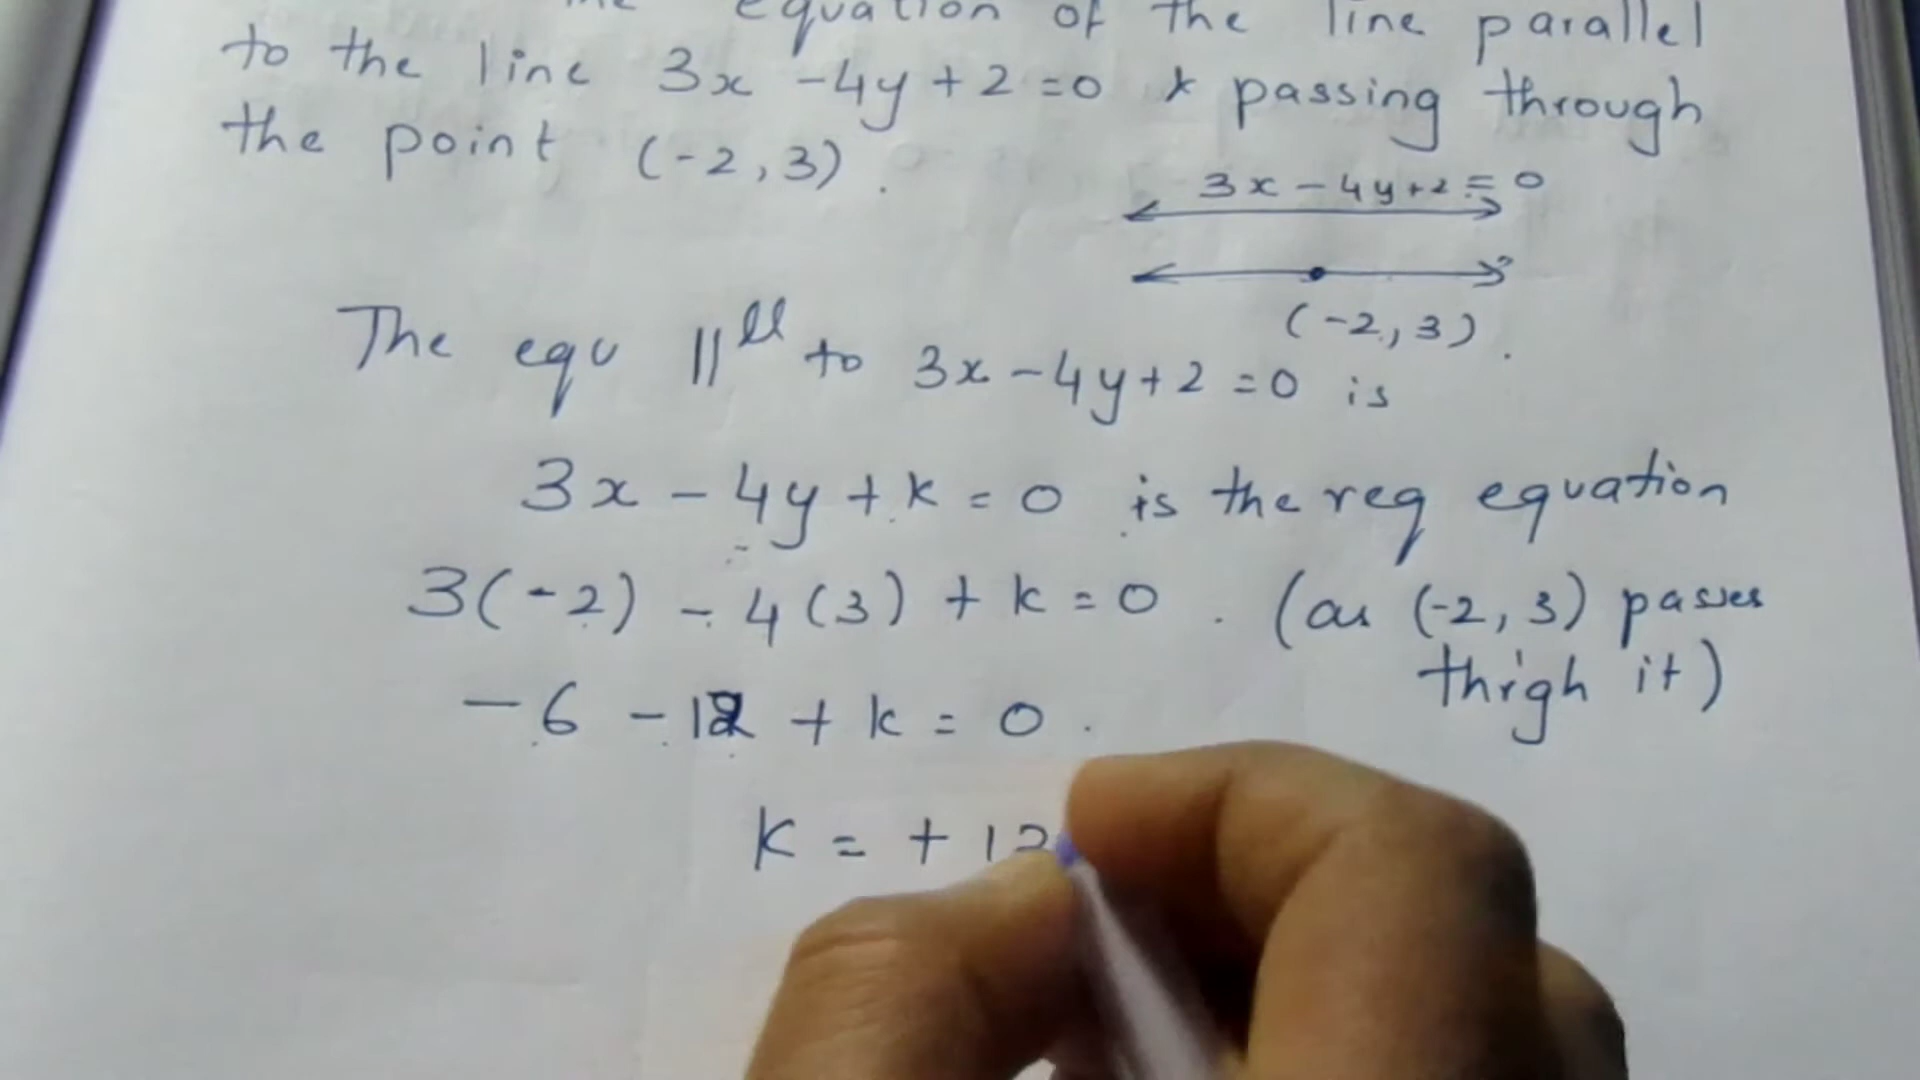 equation of the line parallel
to the line 3x - 4y + 2 = 0 & passing through
the point (-2, 3).
3x - 4y + 2 = 0
(-2, 3).
The equ ||ˡˡ to 3x - 4y + 2 = 0 is
3x - 4y + k = 0 is the req equation
3(-2) - 4(3) + k = 0. (as (-2, 3) passes
thrigh it)
-6 - 12 + k = 0.
k = + 12